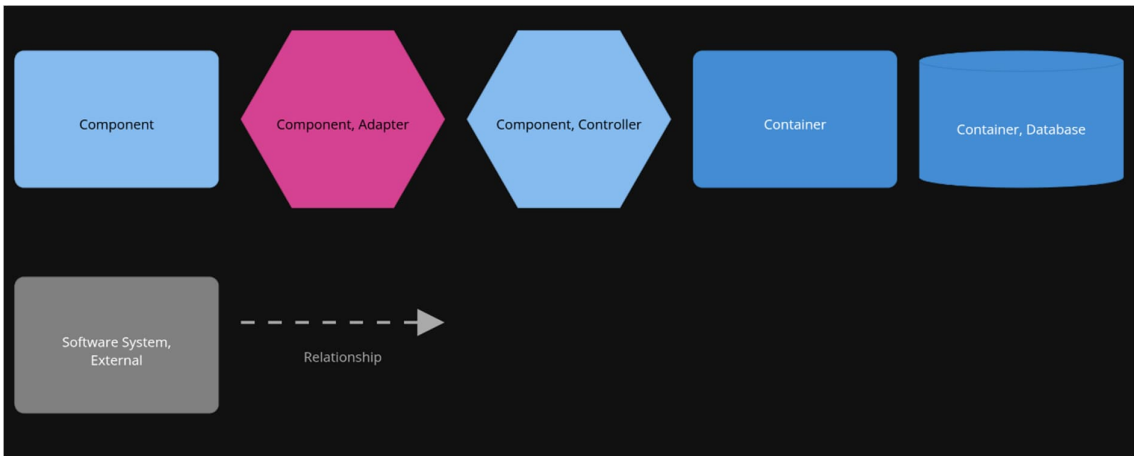 Component
Component, Adapter
Component, Controller
Container
Container, Database
Software System,
External
Relationship